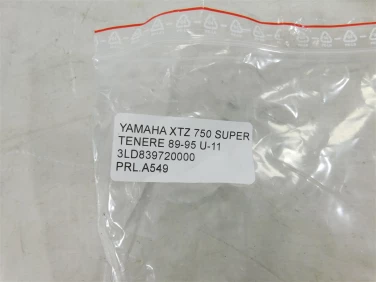 YAMAHA XTZ 750 SUPER
TENERE 89-95 U-11
3LD839720000
PRL.A549